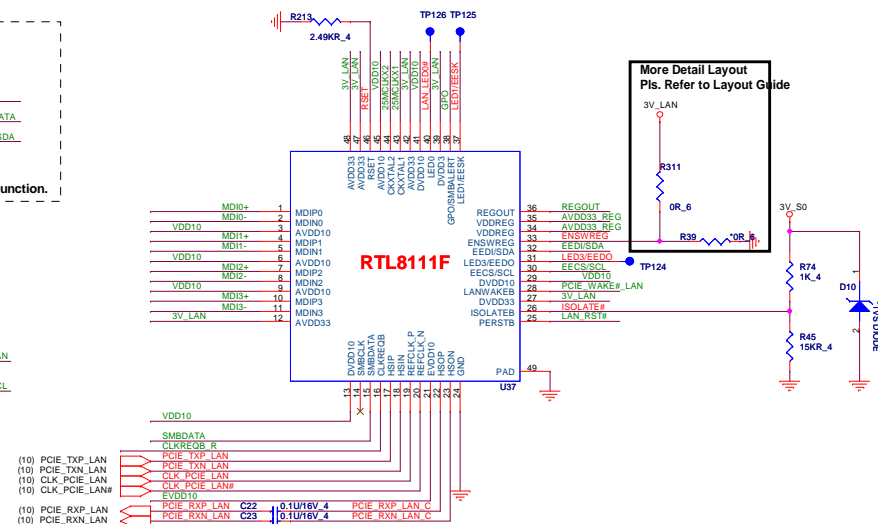 R213
2.49KR_4
TP126 TP125
3V_LAN
3V_LAN
RSET
VDD10
25MCLKX2
25MCLKX1
3V_LAN
VDD10
LAN_LED0#
3V_LAN
GPO
LED1/EESK
48
47
46
45
44
43
42
41
40
39
38
37
AVDD33
AVDD33
RSET
AVDD10
CKXTAL2
CKXTAL1
AVDD33
DVDD10
LED0
DVDD3
GPO/SMBALERT
LED1/EESK
More Detail Layout
Pls. Refer to Layout Guide
3V_LAN
R311
0R_6
R39
*0R_6
3V_S0
R74
1K_4
D10
1
2
R45
15KR_4
ATA
SDA
unction.
AN
CL
MDI0+ 1 MDIP0
MDI0- 2 MDIN0
VDD10 3 AVDD10
MDI1+ 4 MDIP1
MDI1- 5 MDIN1
VDD10 6 AVDD10
MDI2+ 7 MDIP2
MDI2- 8 MDIN2
VDD10 9 AVDD10
MDI3+ 10 MDIP3
MDI3- 11 MDIN3
3V_LAN 12 AVDD33
RTL8111F
REGOUT 36 REGOUT
VDDREG 35 AVDD33_REG
VDDREG 34 AVDD33_REG
ENSWREG 33 ENSWREG
EEDI/SDA 32 EEDI/SDA
LED3/EEDO 31 LED3/EEDO
EECS/SCL 30 EECS/SCL
DVDD10 29 VDD10
LANWAKEB 28 PCIE_WAKE#_LAN
DVDD33 27 3V_LAN
ISOLATEB 26 ISOLATE#
PERSTB 25 LAN_RST#
TP124
PAD 49
U37
DVDD10
SMBCLK
SMBDATA
CLKREQB
HSIP
HSIN
REFCLK_P
REFCLK_N
EVDD10
HSOP
HSON
GND
13
14
15
16
17
18
19
20
21
22
23
24
VDD10
SMBDATA
CLKREQB_R
(10) PCIE_TXP_LAN PCIE_TXP_LAN
(10) PCIE_TXN_LAN PCIE_TXN_LAN
(10) CLK_PCIE_LAN CLK_PCIE_LAN
(10) CLK_PCIE_LAN# CLK_PCIE_LAN#
EVDD10
(10) PCIE_RXP_LAN PCIE_RXP_LAN C22 0.1U/16V_4 PCIE_RXP_LAN_C
(10) PCIE_RXN_LAN PCIE_RXN_LAN C23 0.1U/16V_4 PCIE_RXN_LAN_C